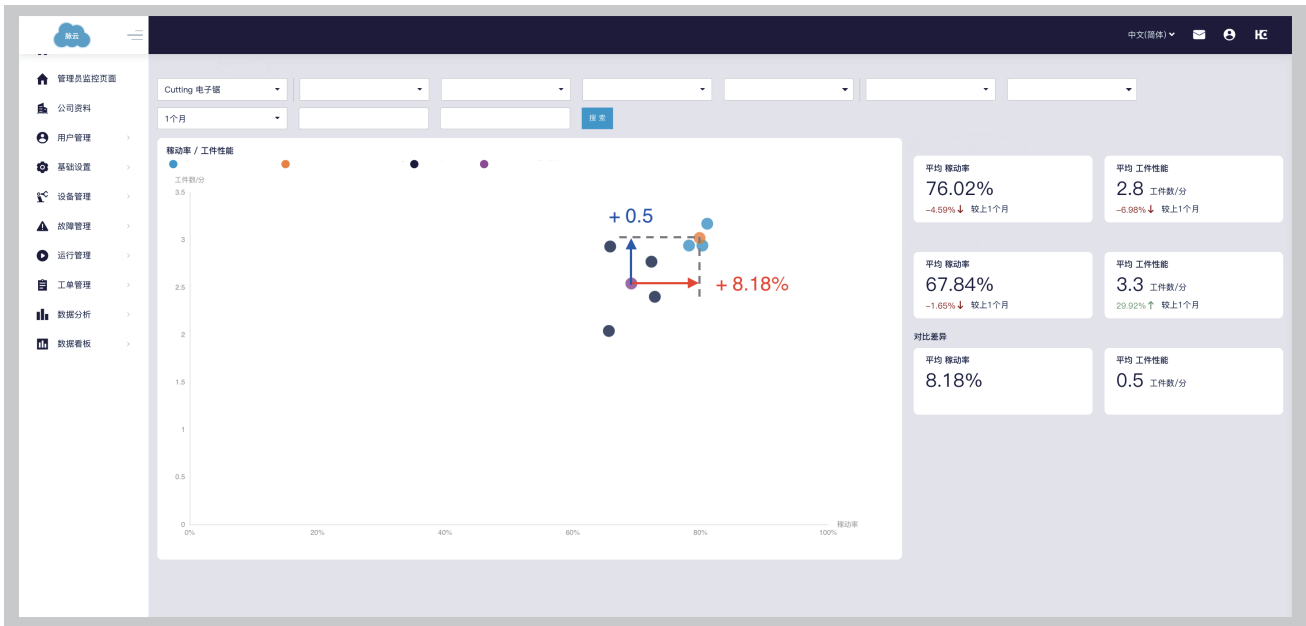 脉云
中文(简体)
HC
管理员监控页面
公司资料
用户管理
基础设置
设备管理
故障管理
运行管理
工单管理
数据分析
数据看板
Cutting 电子锯
1个月
搜索
稼动率 / 工件性能
工件数/分
3.5
3
2.5
2
1.5
1
0.5
0
0%
20%
40%
60%
80%
100%
稼动率
+ 0.5
+ 8.18%
平均 稼动率
76.02%
-4.59%↓ 较上1个月
平均 工件性能
2.8 工件数/分
-6.98%↓ 较上1个月
平均 稼动率
67.84%
-1.65%↓ 较上1个月
平均 工件性能
3.3 工件数/分
29.92%↑ 较上1个月
对比差异
平均 稼动率
8.18%
平均 工件性能
0.5 工件数/分